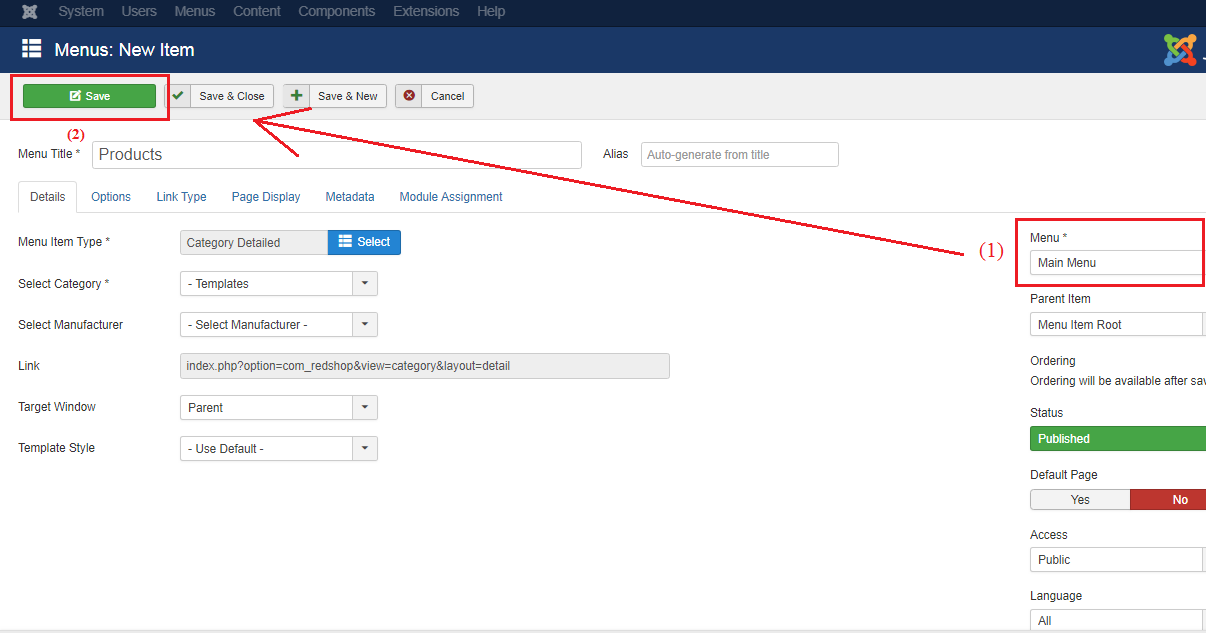 System Users Menus Content Components Extensions Help
Menus: New Item
Save Save & Close Save & New Cancel
(2)
Menu Title * Products Alias Auto-generate from title
Details Options Link Type Page Display Metadata Module Assignment
Menu Item Type * Category Detailed Select
Select Category * - Templates
Select Manufacturer - Select Manufacturer -
Link index.php?option=com_redshop&view=category&layout=detail
Target Window Parent
Template Style - Use Default -
(1)
Menu *
Main Menu
Parent Item
Menu Item Root
Ordering
Ordering will be available after sav
Status
Published
Default Page
Yes No
Access
Public
Language
All